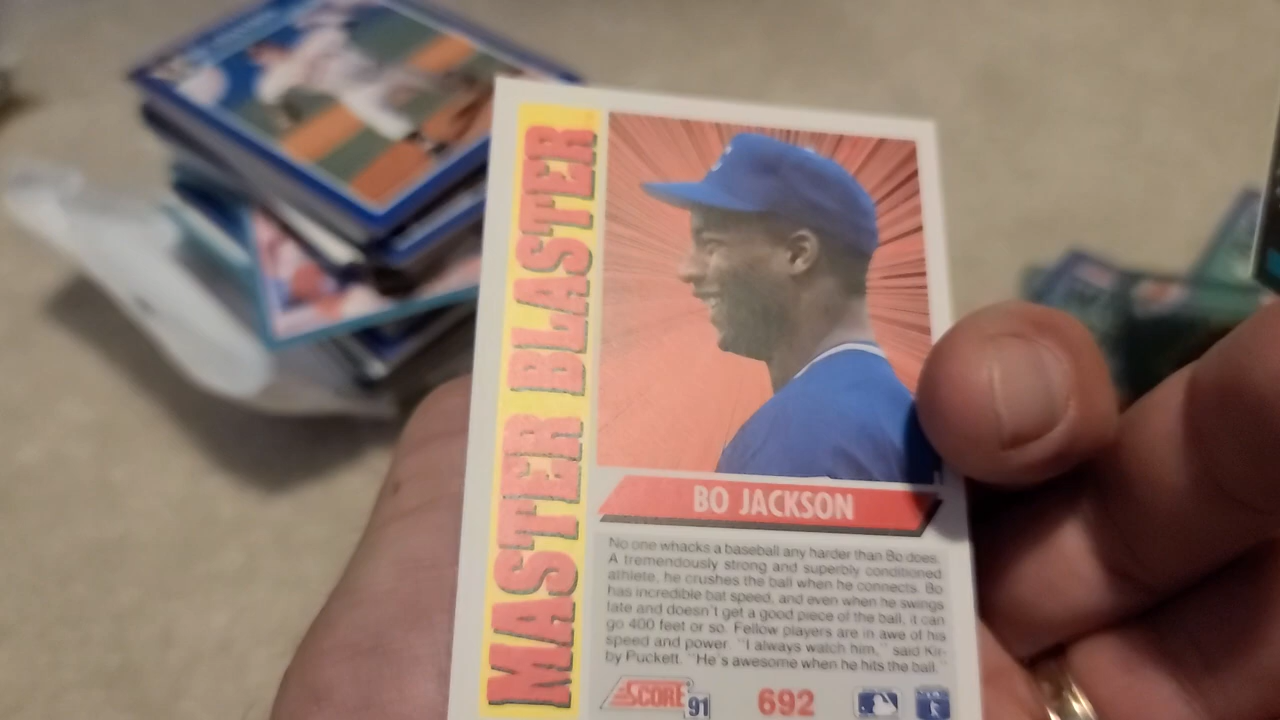 MASTER BLASTER
BO JACKSON
No one whacks a baseball any harder than Bo does.
A tremendously strong and superbly conditioned
athlete, he crushes the ball when he connects. Bo
has incredible bat speed, and even when he swings
late and doesn't get a good piece of the ball, it can
go 400 feet or so. Fellow players are in awe of his
speed and power. "I always watch him," said Kir-
by Puckett. "He's awesome when he hits the ball."
SCORE 91
692